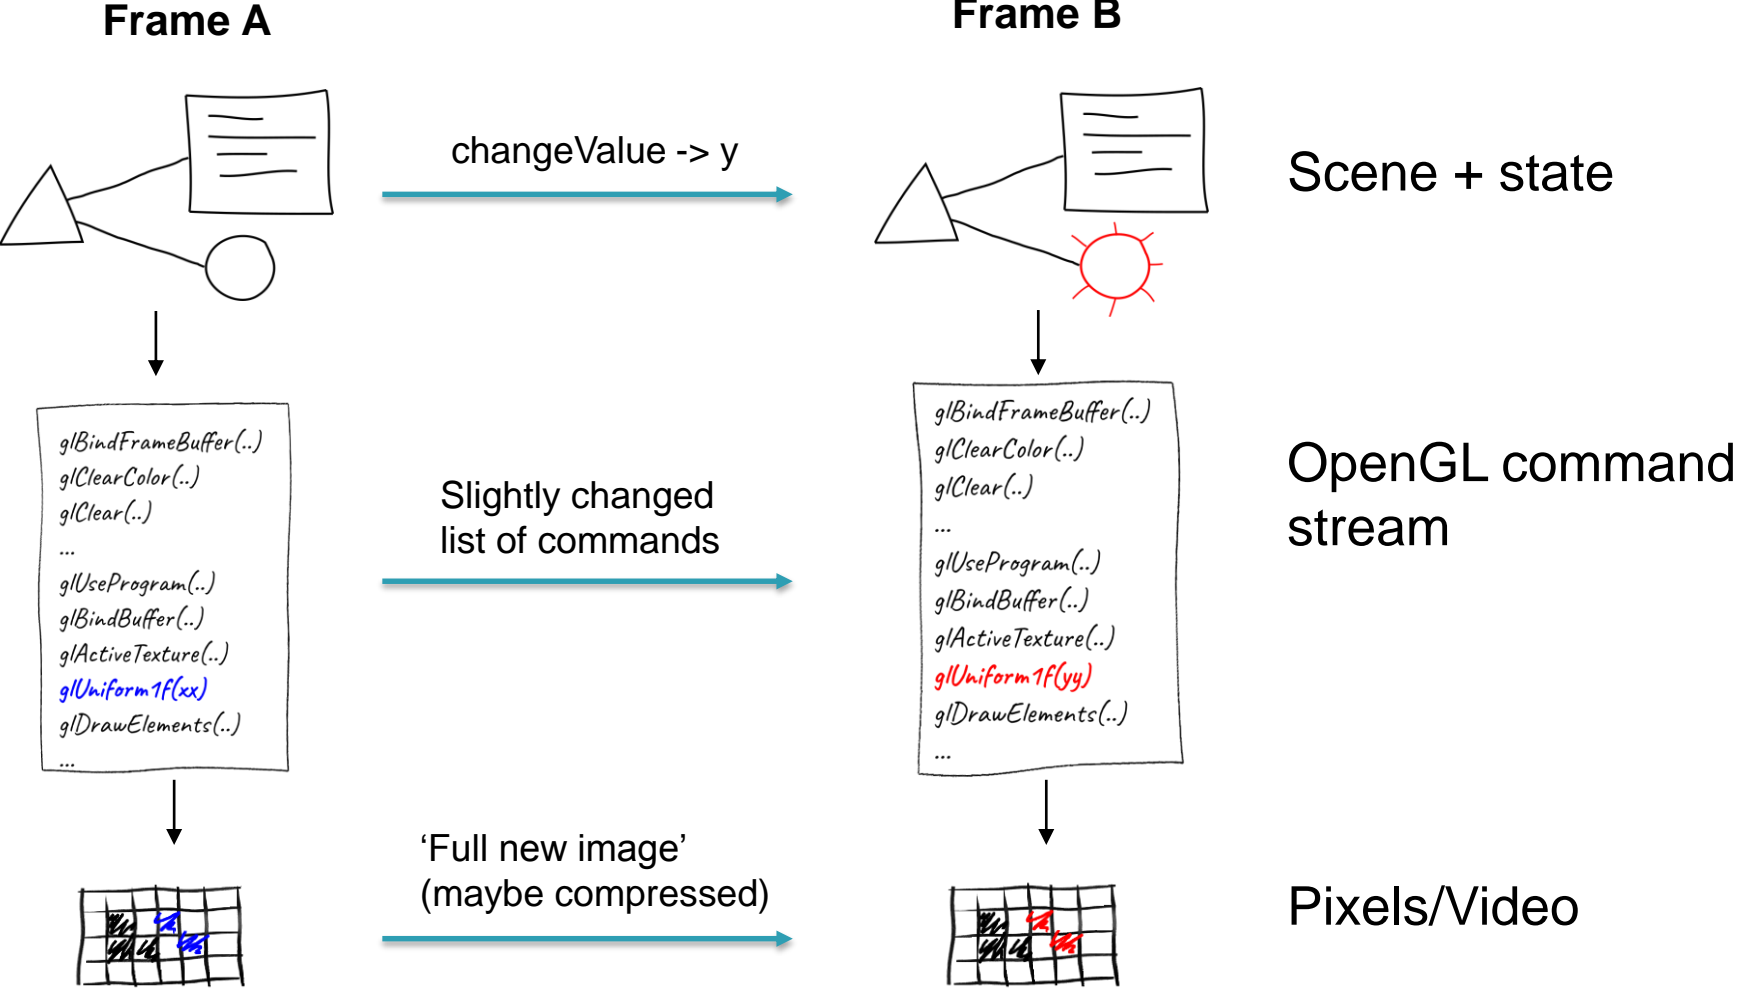 Frame A
Frame B
changeValue -> y
Scene + state
glBindFrameBuffer(..)
glClearColor(..)
glClear(..)
...
glUseProgram(..)
glBindBuffer(..)
glActiveTexture(..)
glUniform1f(xx)
glDrawElements(..)
...
Slightly changed
list of commands
glBindFrameBuffer(..)
glClearColor(..)
glClear(..)
...
glUseProgram(..)
glBindBuffer(..)
glActiveTexture(..)
glUniform1f(yy)
glDrawElements(..)
...
OpenGL command
stream
‘Full new image’
(maybe compressed)
Pixels/Video